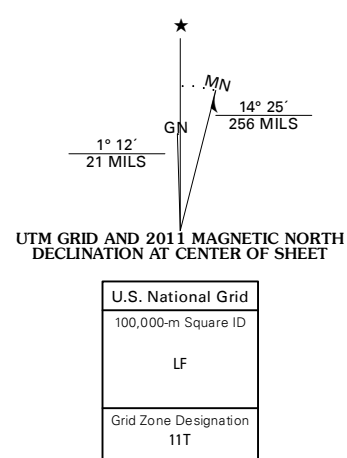 ★
MN
GN
14° 25´
256 MILS
1° 12´
21 MILS
UTM GRID AND 2011 MAGNETIC NORTH
DECLINATION AT CENTER OF SHEET
U.S. National Grid
100,000-m Square ID
LF
Grid Zone Designation
11T